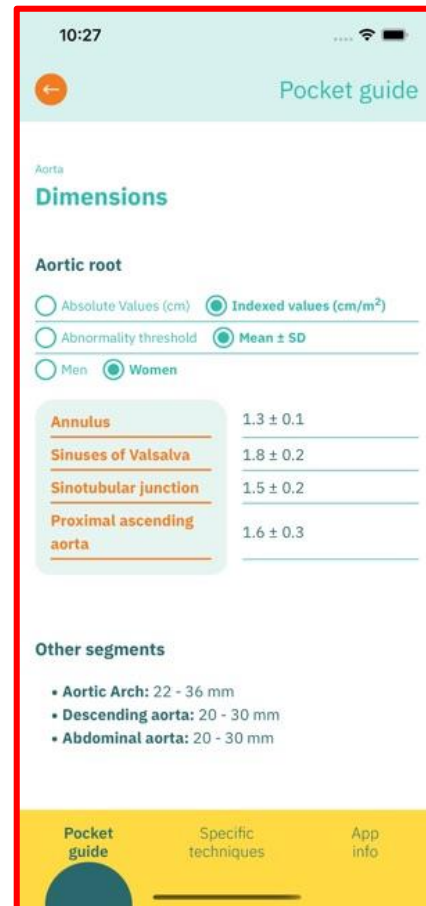 10:27
Pocket guide
Aorta
Dimensions
Aortic root
Absolute Values (cm) Indexed values (cm/m²)
Abnormality threshold Mean ± SD
Men Women
Annulus 1.3 ± 0.1
Sinuses of Valsalva 1.8 ± 0.2
Sinotubular junction 1.5 ± 0.2
Proximal ascending
aorta 1.6 ± 0.3
Other segments
• Aortic Arch: 22 - 36 mm
• Descending aorta: 20 - 30 mm
• Abdominal aorta: 20 - 30 mm
Pocket guide
Specific techniques
App info